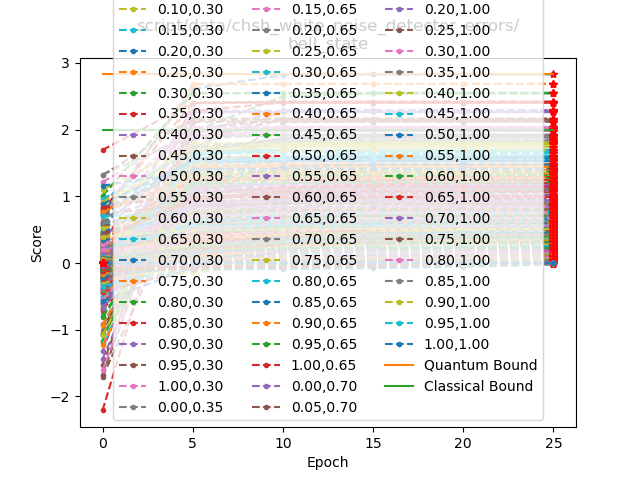 script/data/chsh_white_noise_detector_errors/
bell_state
0.10,0.30 0.15,0.65 0.20,1.00
0.15,0.30 0.20,0.65 0.25,1.00
0.20,0.30 0.25,0.65 0.30,1.00
0.25,0.30 0.30,0.65 0.35,1.00
0.30,0.30 0.35,0.65 0.40,1.00
0.35,0.30 0.40,0.65 0.45,1.00
0.40,0.30 0.45,0.65 0.50,1.00
0.45,0.30 0.50,0.65 0.55,1.00
0.50,0.30 0.55,0.65 0.60,1.00
0.55,0.30 0.60,0.65 0.65,1.00
0.60,0.30 0.65,0.65 0.70,1.00
0.65,0.30 0.70,0.65 0.75,1.00
0.70,0.30 0.75,0.65 0.80,1.00
0.75,0.30 0.80,0.65 0.85,1.00
0.80,0.30 0.85,0.65 0.90,1.00
0.85,0.30 0.90,0.65 0.95,1.00
0.90,0.30 0.95,0.65 1.00,1.00
0.95,0.30 1.00,0.65 Quantum Bound
1.00,0.30 0.00,0.70 Classical Bound
0.00,0.35 0.05,0.70
3
2
1
0
−1
−2
Score
0 5 10 15 20 25
Epoch